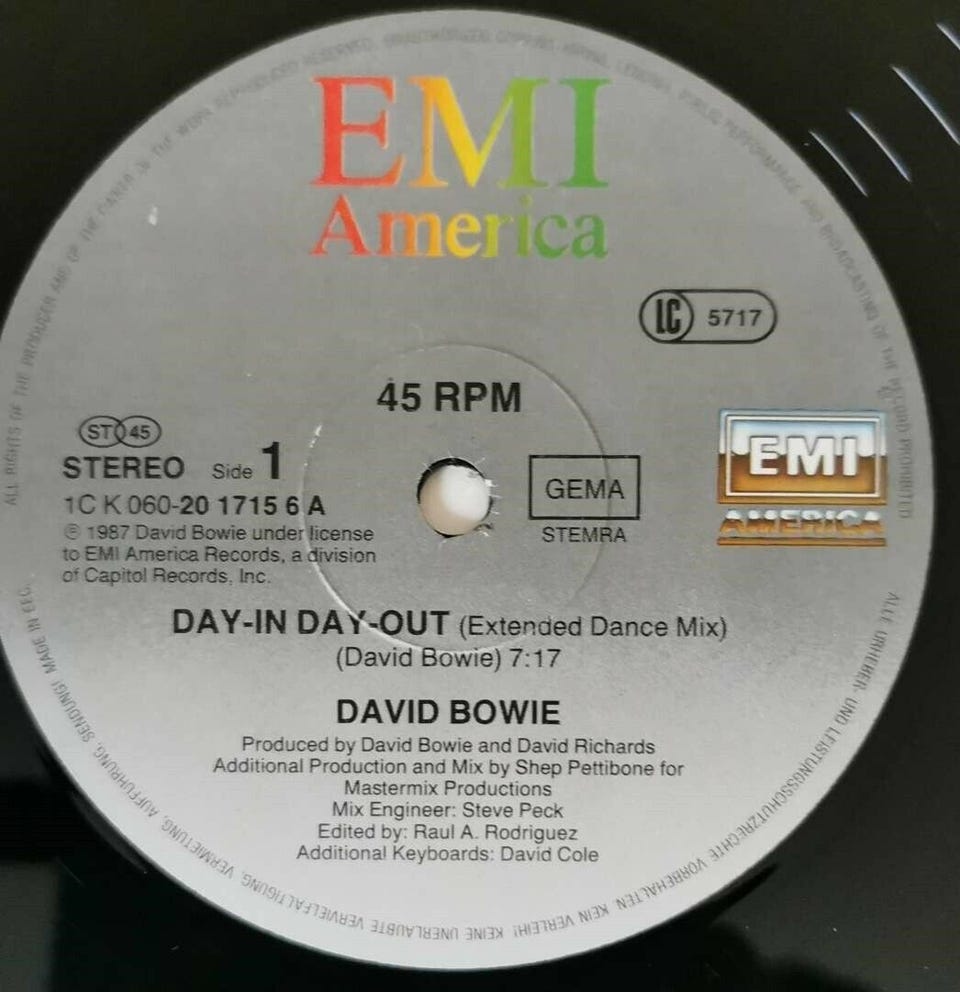 EMI
America
LC 5717
45 RPM
ST 45
STEREO Side 1
1C K 060-20 1715 6 A
℗ 1987 David Bowie under license
to EMI America Records, a division
of Capitol Records, Inc.
GEMA
STEMRA
EMI
AMERICA
DAY-IN DAY-OUT (Extended Dance Mix)
(David Bowie) 7:17
DAVID BOWIE
Produced by David Bowie and David Richards
Additional Production and Mix by Shep Pettibone for
Mastermix Productions
Mix Engineer: Steve Peck
Edited by: Raul A. Rodriguez
Additional Keyboards: David Cole
ALL RIGHTS OF THE PRODUCER AND OF THE OWNER OF THE WORK REPRODUCED RESERVED. UNAUTHORIZED COPYING, HIRING, LENDING, PUBLIC PERFORMANCE AND BROADCASTING OF THE RECORD PROHIBITED
ALLE URHEBER- UND LEISTUNGSSCHUTZRECHTE VORBEHALTEN. KEIN VERLEIH! KEINE UNERLAUBTE VERVIELFÄLTIGUNG, VERMIETUNG, AUFFÜHRUNG, SENDUNG! MADE IN EEC.